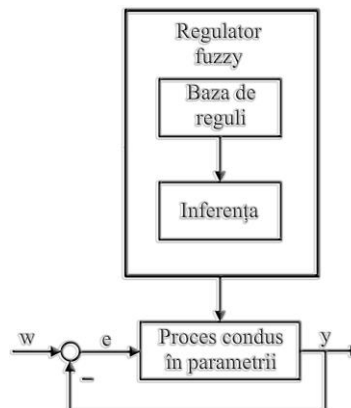 Regulator
fuzzy
Baza de
reguli
Inferența
w
e
Proces condus
în parametrii
y
−